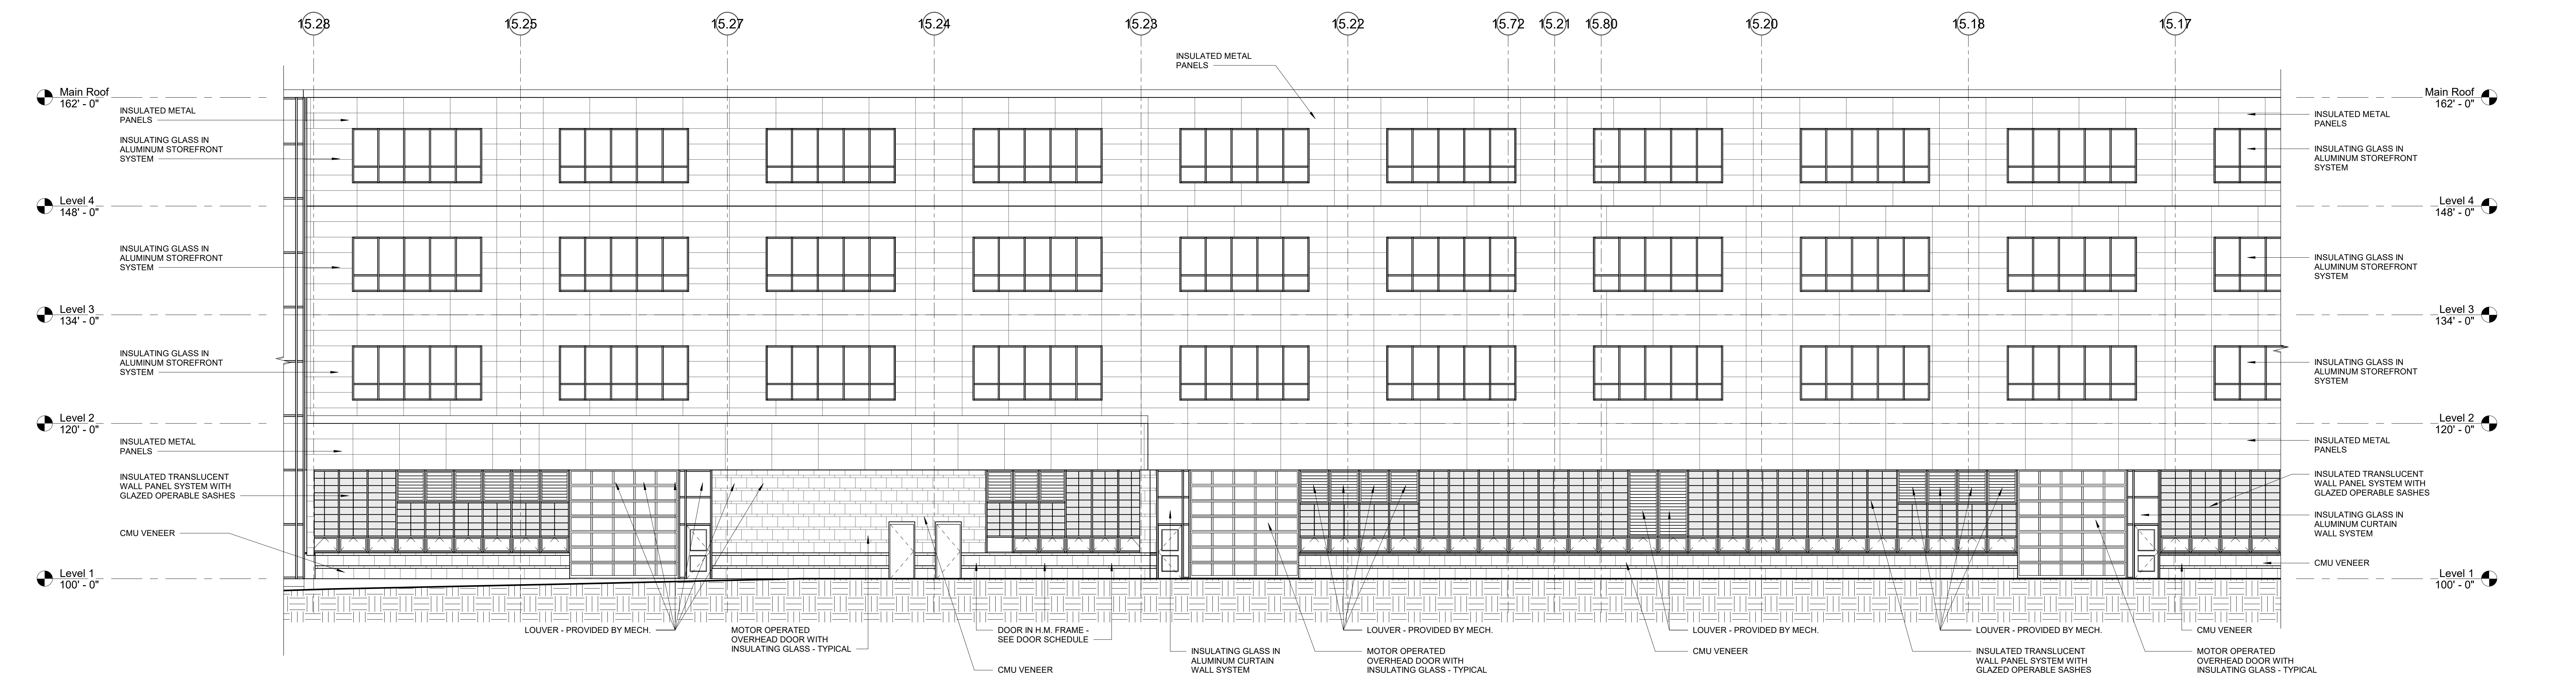 15.28
15.25
15.27
15.24
15.23
15.22
15.72
15.21
15.80
15.20
15.18
15.17
INSULATED METAL
PANELS
Main Roof
162' - 0"
INSULATED METAL
PANELS
INSULATING GLASS IN
ALUMINUM STOREFRONT
SYSTEM
Level 4
148' - 0"
INSULATING GLASS IN
ALUMINUM STOREFRONT
SYSTEM
Level 3
134' - 0"
INSULATING GLASS IN
ALUMINUM STOREFRONT
SYSTEM
Level 2
120' - 0"
INSULATED METAL
PANELS
INSULATED TRANSLUCENT
WALL PANEL SYSTEM WITH
GLAZED OPERABLE SASHES
CMU VENEER
Level 1
100' - 0"
Main Roof
162' - 0"
INSULATED METAL
PANELS
INSULATING GLASS IN
ALUMINUM STOREFRONT
SYSTEM
Level 4
148' - 0"
INSULATING GLASS IN
ALUMINUM STOREFRONT
SYSTEM
Level 3
134' - 0"
INSULATING GLASS IN
ALUMINUM STOREFRONT
SYSTEM
Level 2
120' - 0"
INSULATED METAL
PANELS
INSULATED TRANSLUCENT
WALL PANEL SYSTEM WITH
GLAZED OPERABLE SASHES
INSULATING GLASS IN
ALUMINUM CURTAIN
WALL SYSTEM
CMU VENEER
Level 1
100' - 0"
LOUVER - PROVIDED BY MECH.
MOTOR OPERATED
OVERHEAD DOOR WITH
INSULATING GLASS - TYPICAL
DOOR IN H.M. FRAME -
SEE DOOR SCHEDULE
CMU VENEER
INSULATING GLASS IN
ALUMINUM CURTAIN
WALL SYSTEM
LOUVER - PROVIDED BY MECH.
MOTOR OPERATED
OVERHEAD DOOR WITH
INSULATING GLASS - TYPICAL
LOUVER - PROVIDED BY MECH.
CMU VENEER
LOUVER - PROVIDED BY MECH.
INSULATED TRANSLUCENT
WALL PANEL SYSTEM WITH
GLAZED OPERABLE SASHES
CMU VENEER
MOTOR OPERATED
OVERHEAD DOOR WITH
INSULATING GLASS - TYPICAL